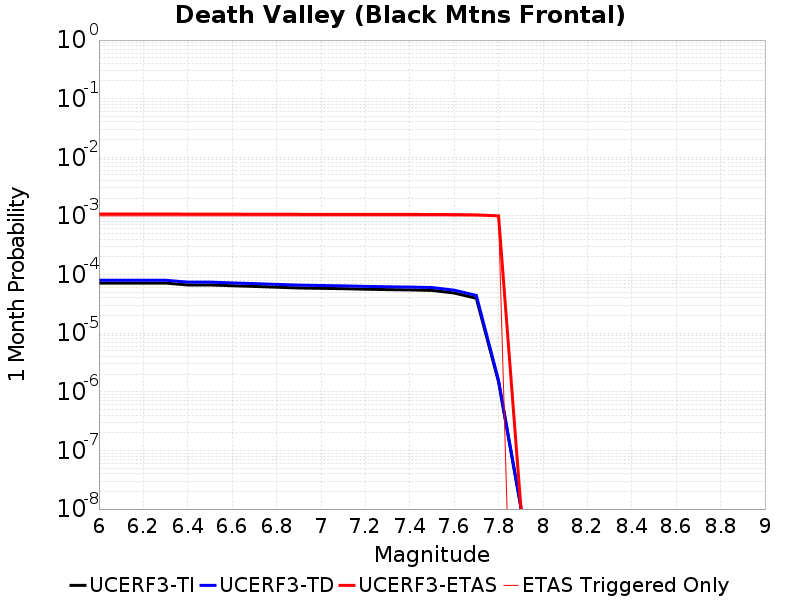 Death Valley (Black Mtns Frontal)
10^0
10^-1
10^-2
10^-3
10^-4
10^-5
10^-6
10^-7
10^-8
1 Month Probability
6 6.2 6.4 6.6 6.8 7 7.2 7.4 7.6 7.8 8 8.2 8.4 8.6 8.8 9
Magnitude
UCERF3-TI UCERF3-TD UCERF3-ETAS ETAS Triggered Only